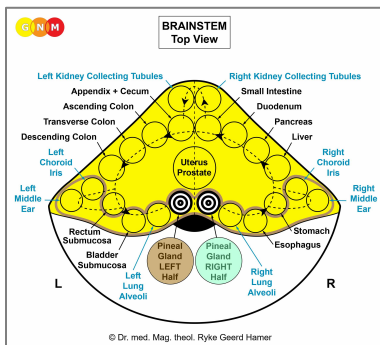 GNM
BRAINSTEM
Top View
Left Kidney Collecting Tubules
Right Kidney Collecting Tubules
Appendix + Cecum
Small Intestine
Ascending Colon
Duodenum
Transverse Colon
Pancreas
Descending Colon
Liver
Left
Choroid
Iris
Uterus
Prostate
Right
Choroid
Iris
Left
Middle
Ear
Right
Middle
Ear
Rectum
Submucosa
Stomach
Esophagus
Bladder
Submucosa
Pineal
Gland
LEFT
Half
Pineal
Gland
RIGHT
Half
Left
Lung
Alveoli
Right
Lung
Alveoli
L
R
© Dr. med. Mag. theol. Ryke Geerd Hamer